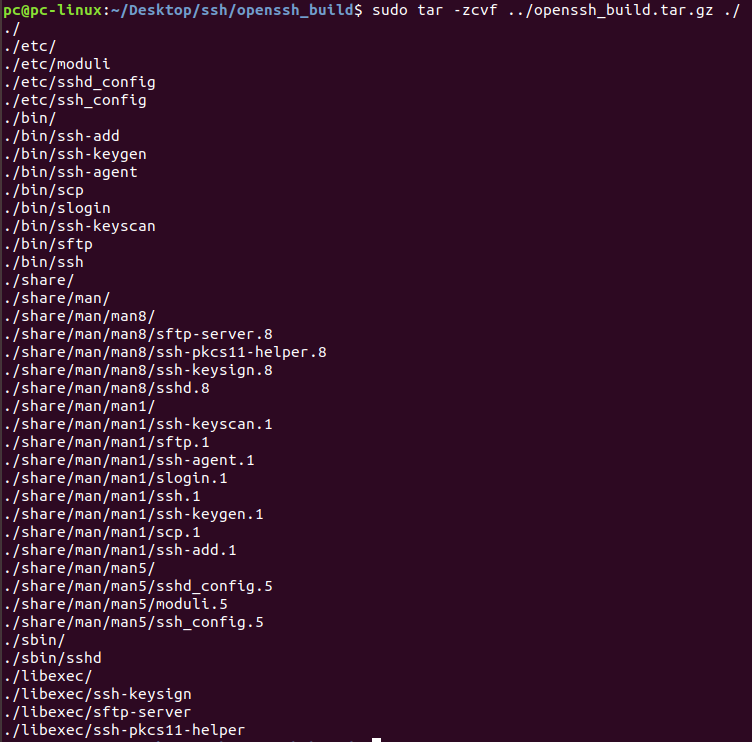 pc@pc-linux:~/Desktop/ssh/openssh_build$ sudo tar -zcvf ../openssh_build.tar.gz ./
./
./etc/
./etc/moduli
./etc/sshd_config
./etc/ssh_config
./bin/
./bin/ssh-add
./bin/ssh-keygen
./bin/ssh-agent
./bin/scp
./bin/slogin
./bin/ssh-keyscan
./bin/sftp
./bin/ssh
./share/
./share/man/
./share/man/man8/
./share/man/man8/sftp-server.8
./share/man/man8/ssh-pkcs11-helper.8
./share/man/man8/ssh-keysign.8
./share/man/man8/sshd.8
./share/man/man1/
./share/man/man1/ssh-keyscan.1
./share/man/man1/sftp.1
./share/man/man1/ssh-agent.1
./share/man/man1/slogin.1
./share/man/man1/ssh.1
./share/man/man1/ssh-keygen.1
./share/man/man1/scp.1
./share/man/man1/ssh-add.1
./share/man/man5/
./share/man/man5/sshd_config.5
./share/man/man5/moduli.5
./share/man/man5/ssh_config.5
./sbin/
./sbin/sshd
./libexec/
./libexec/ssh-keysign
./libexec/sftp-server
./libexec/ssh-pkcs11-helper